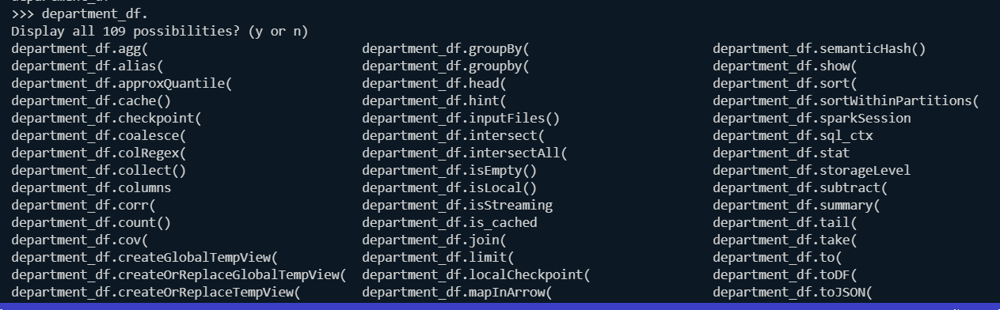 >>> department_df.
Display all 109 possibilities? (y or n)
department_df.agg( department_df.groupBy( department_df.semanticHash()
department_df.alias( department_df.groupby( department_df.show(
department_df.approxQuantile( department_df.head( department_df.sort(
department_df.cache() department_df.hint( department_df.sortWithinPartitions(
department_df.checkpoint( department_df.inputFiles() department_df.sparkSession
department_df.coalesce( department_df.intersect( department_df.sql_ctx
department_df.colRegex( department_df.intersectAll( department_df.stat
department_df.collect() department_df.isEmpty() department_df.storageLevel
department_df.columns department_df.isLocal() department_df.subtract(
department_df.corr( department_df.isStreaming department_df.summary(
department_df.count() department_df.is_cached department_df.tail(
department_df.cov( department_df.join( department_df.take(
department_df.createGlobalTempView( department_df.limit( department_df.to(
department_df.createOrReplaceGlobalTempView( department_df.localCheckpoint( department_df.toDF(
department_df.createOrReplaceTempView( department_df.mapInArrow( department_df.toJSON(